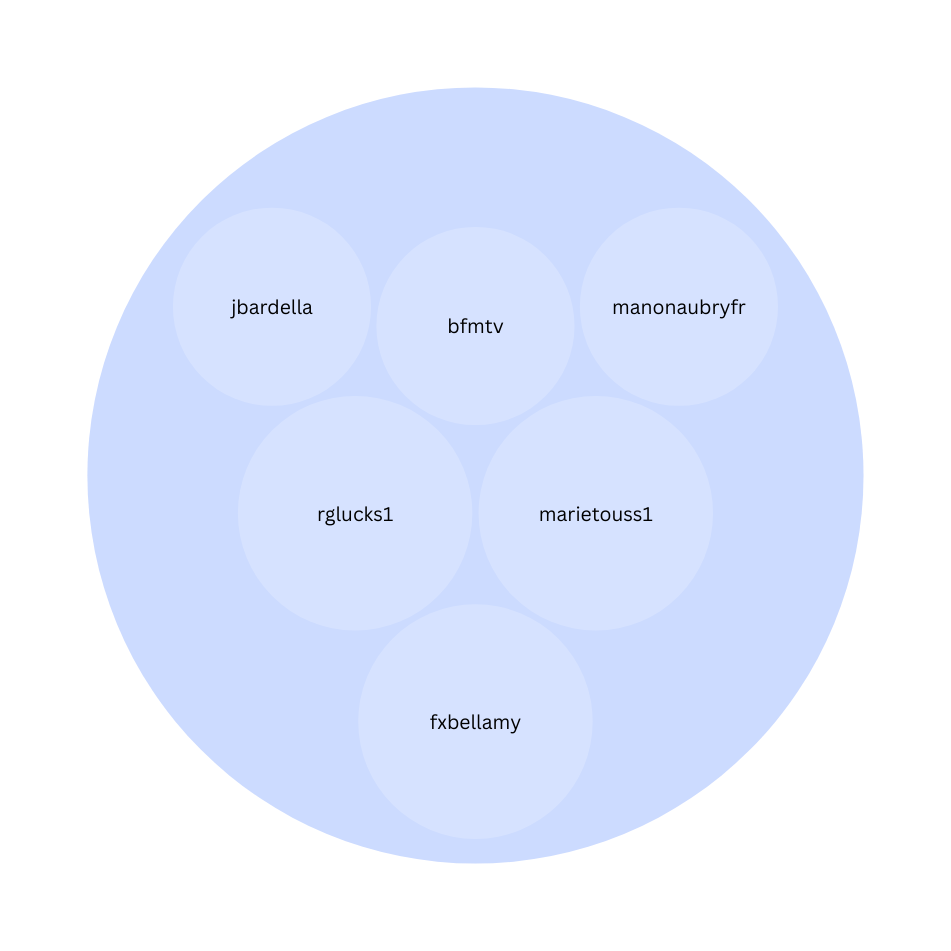 jbardella
bfmtv
manonaubryfr
rglucks1
marietouss1
fxbellamy